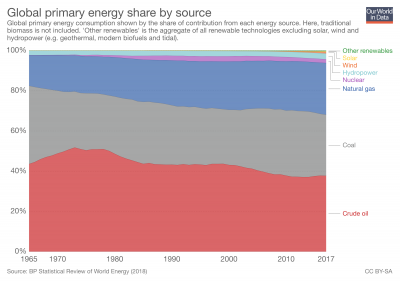 Global primary energy share by source
Our World
in Data
Global primary energy consumption shown by the share of contribution from each energy source. Here, traditional
biomass is not included. 'Other renewables' is the aggregate of all renewable technologies excluding solar, wind and
hydropower (e.g. geothermal, modern biofuels and tidal).
100%
80%
60%
40%
20%
0%
Other renewables
Solar
Wind
Hydropower
Nuclear
Natural gas
Coal
Crude oil
1965
1970
1980
1990
2000
2010
2017
Source: BP Statistical Review of World Energy (2018)
CC BY-SA